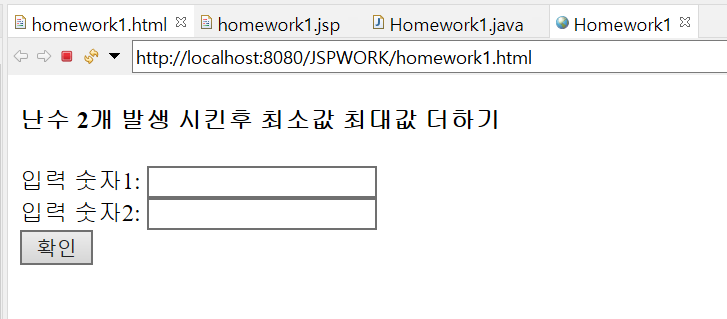 homework1.html homework1.jsp Homework1.java Homework1
http://localhost:8080/JSPWORK/homework1.html
난수 2개 발생 시킨후 최소값 최대값 더하기
입력 숫자1:
입력 숫자2:
확인